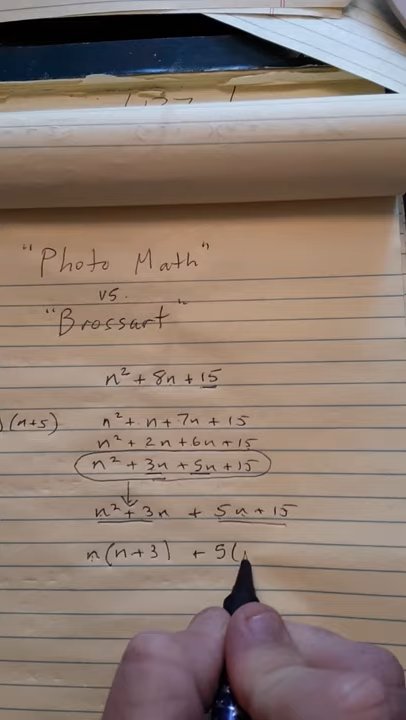 "Photo Math"
vs.
"Brossart"
n² + 8n + 15
)(n+5)
n² + n + 7n + 15
n² + 2n + 6n + 15
n² + 3n + 5n + 15
n² + 3n + 5n + 15
n(n+3) + 5(